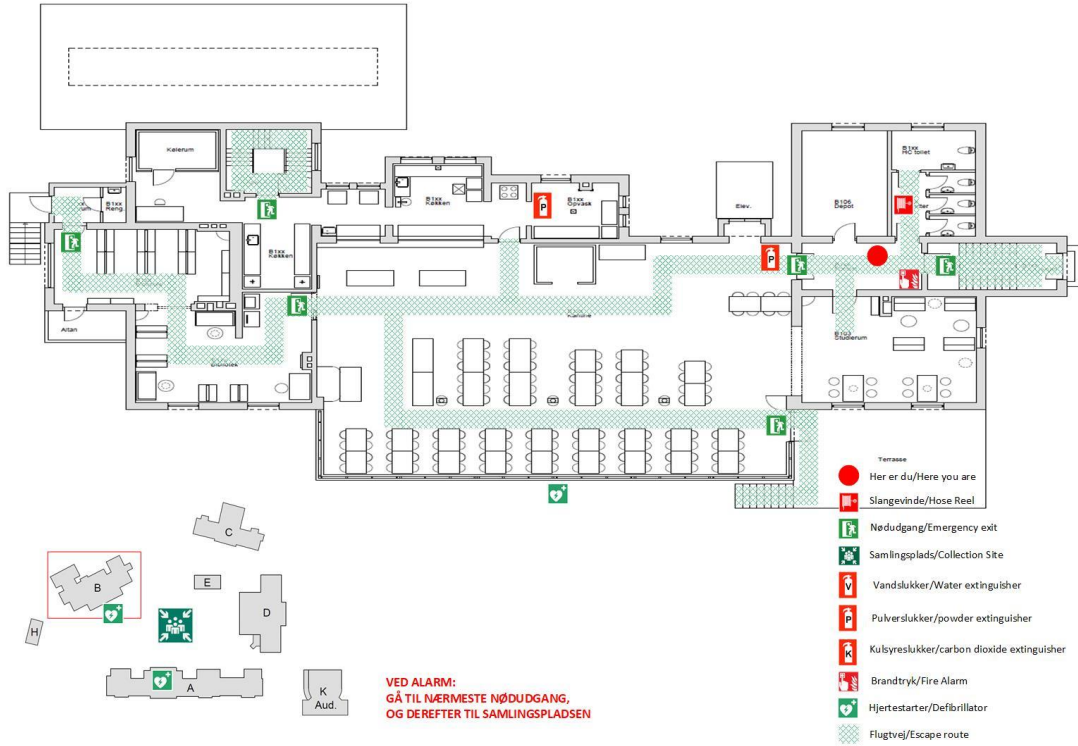 Kølerum
B1xx
HC toilet
B1xx
Køkken
B1xx
Opvask
B1xx
Reng.
P
Elev.
B106
Depot
B1xx
Køkken
P
Altan
Bibliotek
Kantine
B103
Studierum
Terrasse
Her er du/Here you are
Slangevinde/Hose Reel
Nødudgang/Emergency exit
Samlingsplads/Collection Site
V
Vandslukker/Water extinguisher
P
Pulverslukker/powder extinguisher
K
Kulsyreslukker/carbon dioxide extinguisher
Brandtryk/Fire Alarm
Hjertestarter/Defibrillator
Flugtvej/Escape route
C
B
E
D
H
A
K
Aud.
VED ALARM:
GÅ TIL NÆRMESTE NØDUDGANG,
OG DEREFTER TIL SAMLINGSPLADSEN